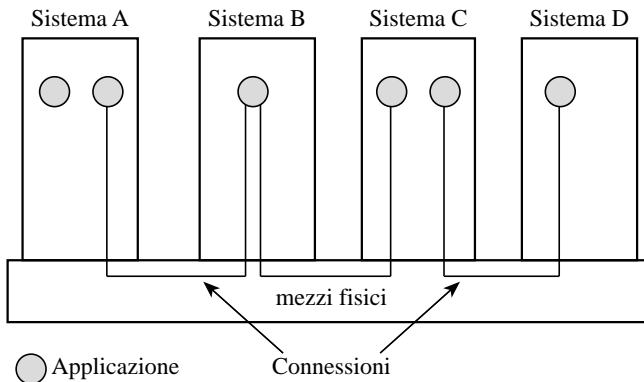 Sistema A
Sistema B
Sistema C
Sistema D
mezzi fisici
Applicazione
Connessioni